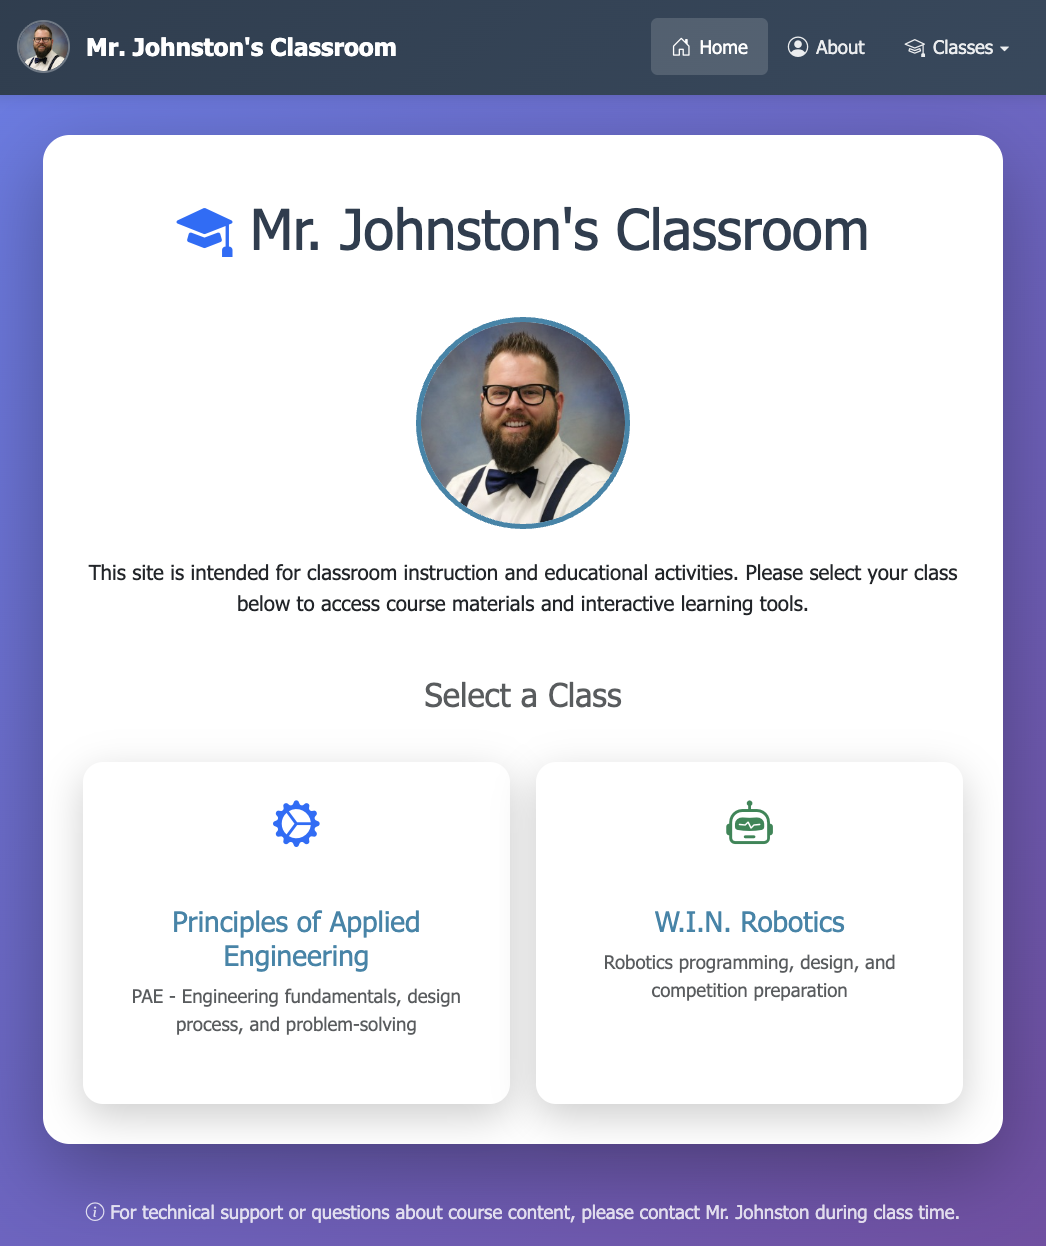 Mr. Johnston's Classroom
Home
About
Classes
Mr. Johnston's Classroom
This site is intended for classroom instruction and educational activities. Please select your class
below to access course materials and interactive learning tools.
Select a Class
Principles of Applied
Engineering
PAE - Engineering fundamentals, design
process, and problem-solving
W.I.N. Robotics
Robotics programming, design, and
competition preparation
For technical support or questions about course content, please contact Mr. Johnston during class time.